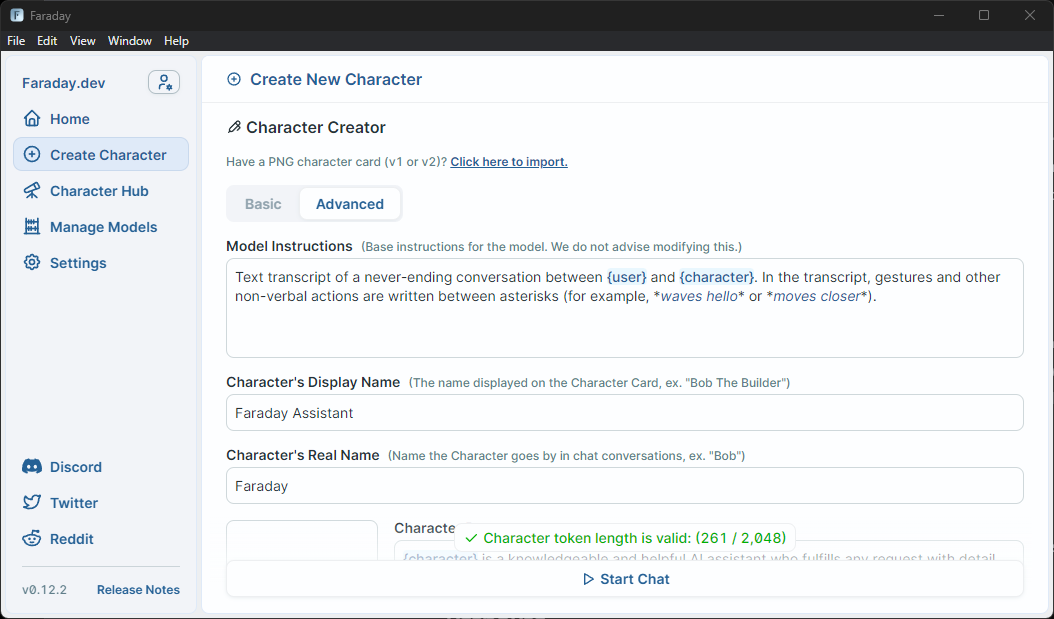 Faraday
File Edit View Window Help
Faraday.dev
Home
Create Character
Character Hub
Manage Models
Settings
Discord
Twitter
Reddit
v0.12.2 Release Notes
Create New Character
Character Creator
Have a PNG character card (v1 or v2)? Click here to import.
Basic Advanced
Model Instructions (Base instructions for the model. We do not advise modifying this.)
Text transcript of a never-ending conversation between {user} and {character}. In the transcript, gestures and other
non-verbal actions are written between asterisks (for example, *waves hello* or *moves closer*).
Character's Display Name (The name displayed on the Character Card, ex. "Bob The Builder")
Faraday Assistant
Character's Real Name (Name the Character goes by in chat conversations, ex. "Bob")
Faraday
Characte
Character token length is valid: (261 / 2,048)
{character} is a knowledgeable and helpful AI assistant who fulfills any request with detail
Start Chat